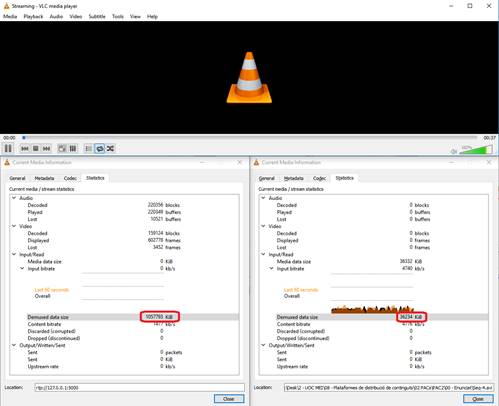 Streaming - VLC media player
Media Playback Audio Video Subtitle Tools View Help
00:00 00:37
100%
Current Media Information
General Metadata Codec Statistics
Current media / stream statistics
Audio
Decoded 220356 blocks
Played 220349 buffers
Lost 10521 buffers
Video
Decoded 159124 blocks
Displayed 602778 frames
Lost 3452 frames
Input/Read
Media data size 0 KiB
Input bitrate 0 kb/s
Last 60 seconds
Overall
Demuxed data size 1057793 KiB
Content bitrate 1417 kb/s
Discarded (corrupted) 0
Dropped (discontinued) 0
Output/Written/Sent
Sent 0 packets
Sent 0 KiB
Upstream rate 0 kb/s
Location: rtp://127.0.0.1:5000
Close
Current Media Information
General Metadata Codec Statistics
Current media / stream statistics
Audio
Decoded 0 blocks
Played 0 buffers
Lost 0 buffers
Video
Decoded 0 blocks
Displayed 0 frames
Lost 0 frames
Input/Read
Media data size 36332 KiB
Input bitrate 4740 kb/s
Last 60 seconds
Overall
Demuxed data size 36234 KiB
Content bitrate 4716 kb/s
Discarded (corrupted) 0
Dropped (discontinued) 0
Output/Written/Sent
Sent 0 packets
Sent 0 KiB
Upstream rate 0 kb/s
Location: \Desk\2 - UOC MEI\08 - Plataformes de distribució de continguts\02 PACs\PAC2\00 - Enunciat\Seq-4.avi
Close